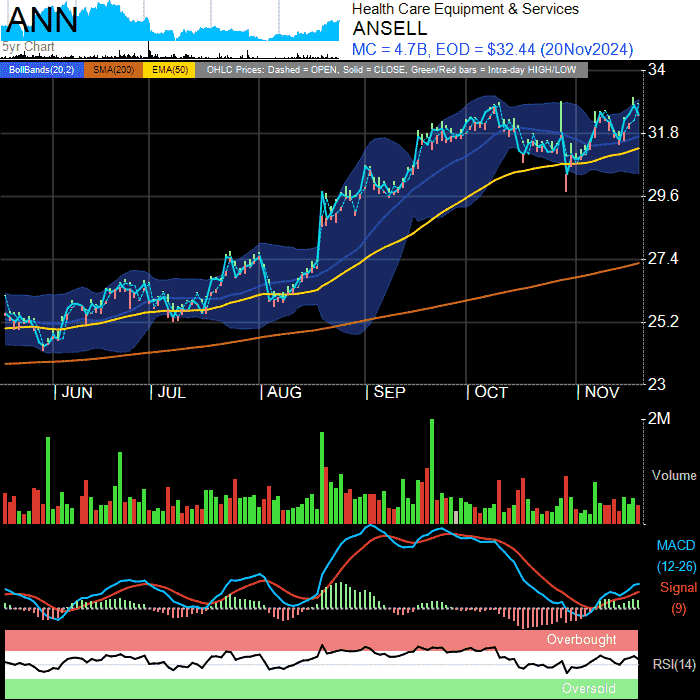 ANN
Health Care Equipment & Services
ANSELL
MC = 4.7B, EOD = $32.44 (20Nov2024)
5yr Chart
BollBands(20,2) SMA(200) EMA(50) OHLC Prices: Dashed = OPEN, Solid = CLOSE, Green/Red bars = Intra-day HIGH/LOW
34
31.8
29.6
27.4
25.2
23
JUN JUL AUG SEP OCT NOV
2M
Volume
MACD
(12-26)
Signal
(9)
Overbought
RSI(14)
Oversold